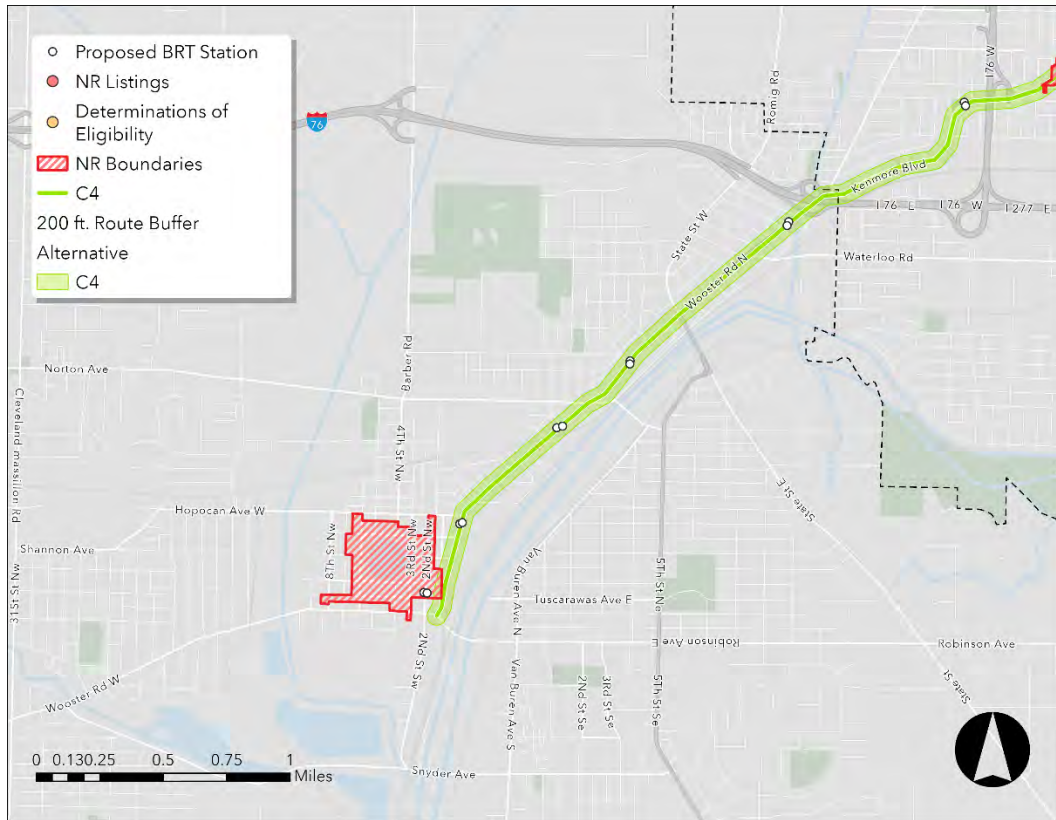 Proposed BRT Station
NR Listings
Determinations of
Eligibility
NR Boundaries
C4
200 ft. Route Buffer
Alternative
C4
76
Romig Rd
I 76 W
Kenmore Blvd
I 76 L
I 76 W
I 277 E
State St W
Waterloo Rd
Wooster Rd N
Norton Ave
Barber Rd
Cleveland massillon Rd
4Th St Nw
Hopocan Ave W
Shannon Ave
8Th St Nw
3Rd St Nw
2Nd St Nw
31St St Nw
Van Buren Ave N
5Th St Ne
State St E
Tuscarawas Ave E
Robinson Ave E
Robinson Ave
2Nd St Sw
Wooster Rd W
Van Buren Ave S
2Nd St Se
3Rd St Se
5Th St Se
State St
Snyder Ave
0 0.130.25 0.5 0.75 1
Miles